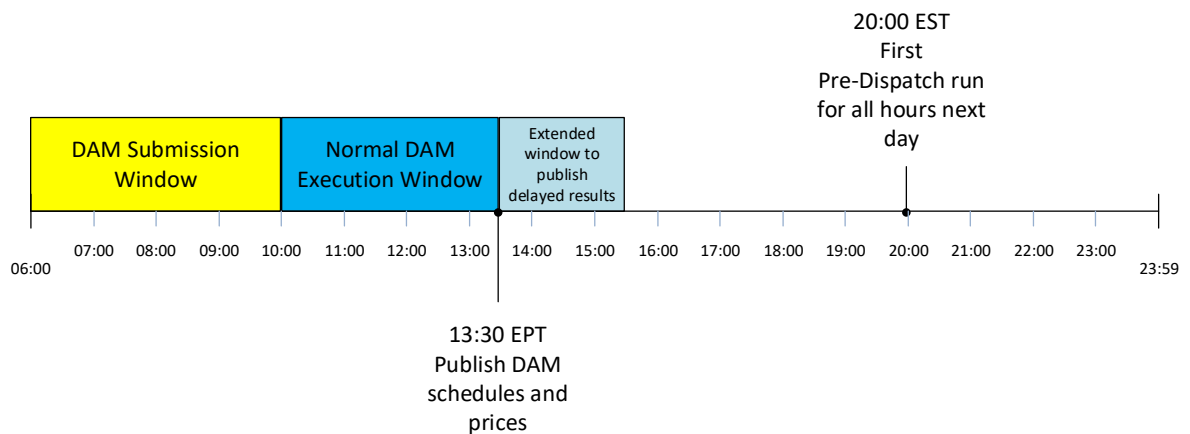 20:00 EST
First
Pre-Dispatch run
for all hours next
day
DAM Submission
Window
Normal DAM
Execution Window
Extended
window to
publish
delayed results
07:00 08:00 09:00 10:00 11:00 12:00 13:00 14:00 15:00 16:00 17:00 18:00 19:00 20:00 21:00 22:00 23:00
06:00 23:59
13:30 EPT
Publish DAM
schedules and
prices